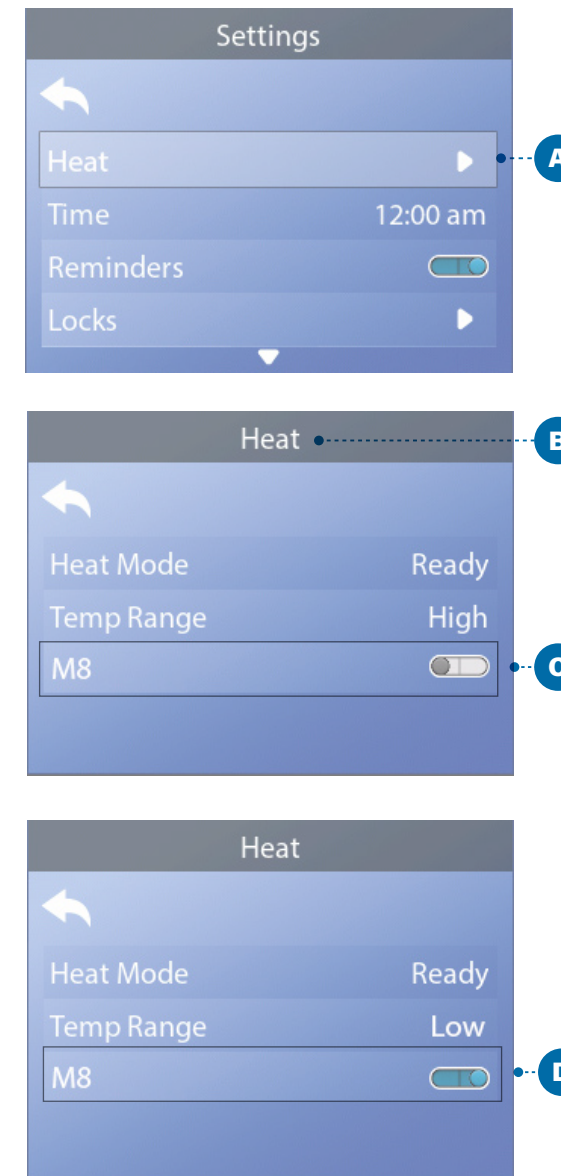 Settings
Heat
A
Time 12:00 am
Reminders
Locks
Heat
B
Heat Mode Ready
Temp Range High
M8
C
Heat
Heat Mode Ready
Temp Range Low
M8
D